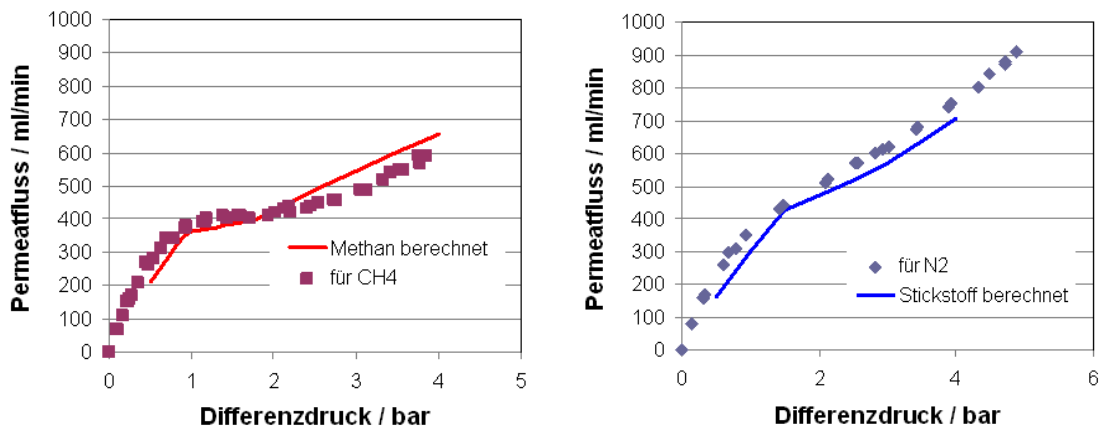 Permeatfluss / ml/min
1000
900
800
700
600
500
400
300
200
100
0
Methan berechnet
für CH4
0 1 2 3 4 5
Differenzdruck / bar
Permeatfluss / ml/min
1000
900
800
700
600
500
400
300
200
100
0
für N2
Stickstoff berechnet
0 2 4 6
Differenzdruck / bar